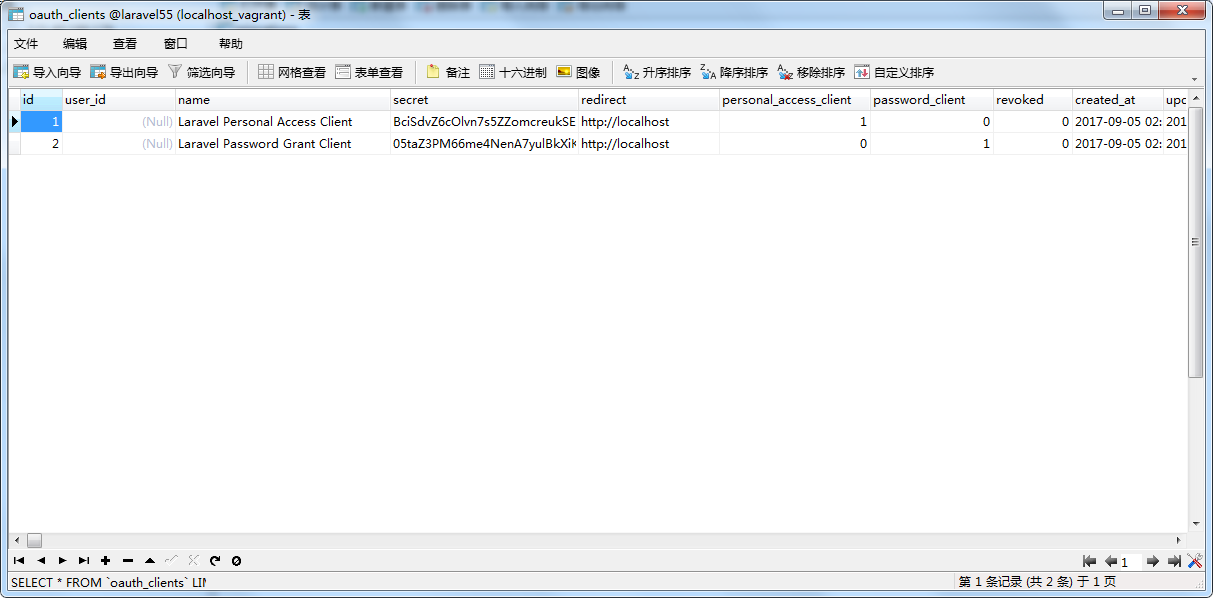 oauth_clients @laravel55 (localhost_vagrant) - 表
文件 编辑 查看 窗口 帮助
导入向导 导出向导 筛选向导 网格查看 表单查看 备注 十六进制 图像 升序排序 降序排序 移除排序 自定义排序
id user_id name secret redirect personal_access_client password_client revoked created_at upc
1 (Null) Laravel Personal Access Client BciSdvZ6cOlvn7s5ZZomcreukSE http://localhost 1 0 0 2017-09-05 02: 201
2 (Null) Laravel Password Grant Client 05taZ3PM66me4NenA7yulBkXiK http://localhost 0 1 0 2017-09-05 02: 201
1
SELECT * FROM `oauth_clients` LIM 第 1 条记录 (共 2 条) 于 1 页